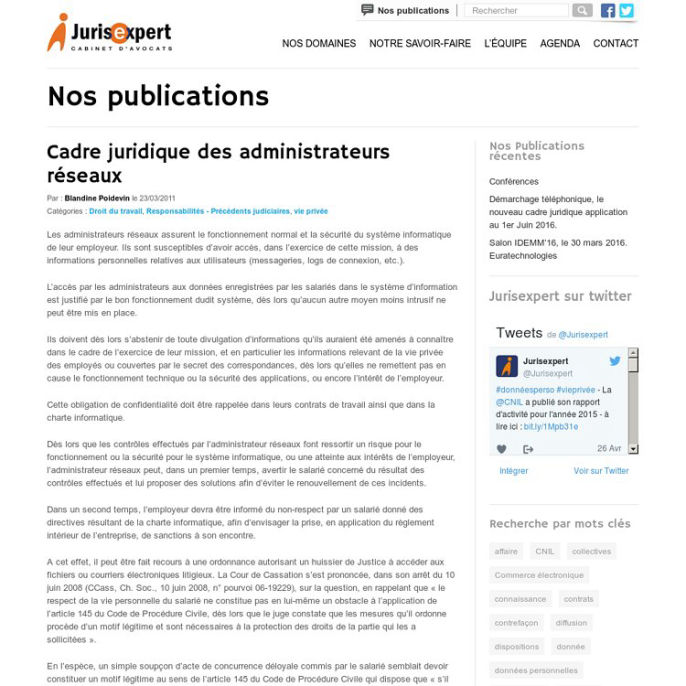 Nos publications
Rechercher
Jurisexpert
CABINET D'AVOCATS
NOS DOMAINES NOTRE SAVOIR-FAIRE L'ÉQUIPE AGENDA CONTACT
Nos publications
Cadre juridique des administrateurs
réseaux
Par : Blandine Poidevin le 23/03/2011
Catégories : Droit du travail, Responsabilités - Précédents judiciaires, vie privée
Les administrateurs réseaux assurent le fonctionnement normal et la sécurité du système informatique
de leur employeur. Ils sont susceptibles d'avoir accès, dans l'exercice de cette mission, à des
informations personnelles relatives aux utilisateurs (messageries, logs de connexion, etc.).
L'accès par les administrateurs aux données enregistrées par les salariés dans le système d'information
est justifié par le bon fonctionnement dudit système, dès lors qu'aucun autre moyen moins intrusif ne
peut être mis en place.
Ils doivent dès lors s'abstenir de toute divulgation d'informations qu'ils auraient été amenés à connaître
dans le cadre de l'exercice de leur mission, et en particulier les informations relevant de la vie privée
des employés ou couvertes par le secret des correspondances, dès lors qu'elles ne remettent pas en
cause le fonctionnement technique ou la sécurité des applications, ou encore l'intérêt de l'employeur.
Cette obligation de confidentialité doit être rappelée dans leurs contrats de travail ainsi que dans la
charte informatique.
Dès lors que les contrôles effectués par l'administrateur réseaux font ressortir un risque pour le
fonctionnement ou la sécurité pour le système informatique, ou une atteinte aux intérêts de l'employeur,
l'administrateur réseaux peut, dans un premier temps, avertir le salarié concerné du résultat des
contrôles effectués et lui proposer des solutions afin d'éviter le renouvellement de ces incidents.
Dans un second temps, l'employeur devra être informé du non-respect par un salarié donné des
directives résultant de la charte informatique, afin d'envisager la prise, en application du règlement
intérieur de l'entreprise, de sanctions à son encontre.
A cet effet, il peut être fait recours à une ordonnance autorisant un huissier de Justice à accéder aux
fichiers ou courriers électroniques litigieux. La Cour de Cassation s'est prononcée, dans son arrêt du 10
juin 2008 (CCass, Ch. Soc., 10 juin 2008, n° pourvoi 06-19229), sur la question, en rappelant que « le
respect de la vie personnelle du salarié ne constitue pas en lui-même un obstacle à l'application de
l'article 145 du Code de Procédure Civile, dès lors que le juge constate que les mesures qu'il ordonne
procède d'un motif légitime et sont nécessaires à la protection des droits de la partie qui les a
sollicitées ».
En l'espèce, un simple soupçon d'acte de concurrence déloyale commis par le salarié semblait devoir
constituer un motif légitime au sens de l'article 145 du Code de Procédure Civile qui dispose que « s'il
Nos Publications
récentes
Conférences
Démarchage téléphonique, le
nouveau cadre juridique application
au 1er Juin 2016.
Salon IDEMM'16, le 30 mars 2016.
Euratechnologies
Jurisexpert sur twitter
Tweets de @Jurisexpert
Jurisexpert
@Jurisexpert
#donnéesperso #vieprivée - La
@CNIL a publié son rapport
d'activité pour l'année 2015 - à
lire ici : bit.ly/1Mpb31e
26 Avr
Intégrer Voir sur Twitter
Recherche par mots clés
affaire CNIL collectives
Commerce électronique
connaissance contrats
contrefaçon diffusion
dispositions donnée
données personnelles